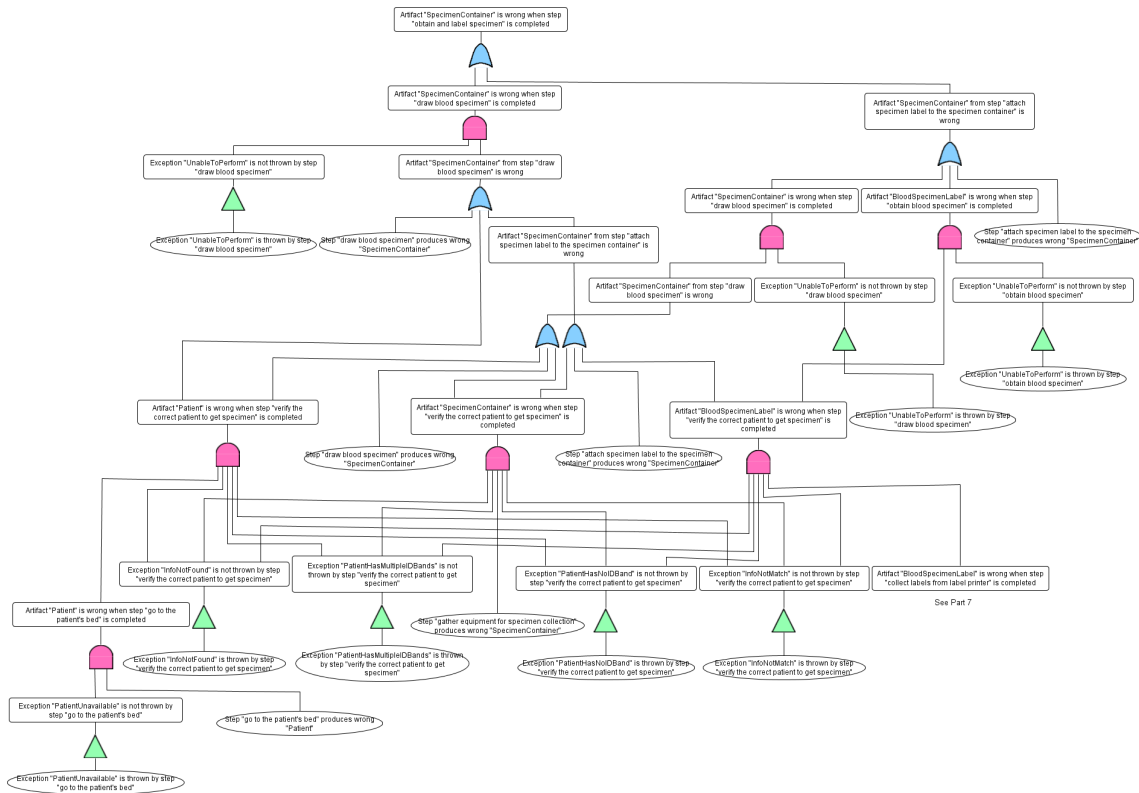 Artifact "SpecimenContainer" is wrong when step
"obtain and label specimen" is completed
Artifact "SpecimenContainer" is wrong when step
"draw blood specimen" is completed
Artifact "SpecimenContainer" from step "attach
specimen label to the specimen container" is
wrong
Exception "UnableToPerform" is not thrown by step
"draw blood specimen"
Artifact "SpecimenContainer" from step "draw
blood specimen" is wrong
Artifact "SpecimenContainer" is wrong when step
"draw blood specimen" is completed
Artifact "BloodSpecimenLabel" is wrong when step
"obtain blood specimen" is completed
Exception "UnableToPerform" is thrown by step
"draw blood specimen"
Step "draw blood specimen" produces wrong
"SpecimenContainer"
Artifact "SpecimenContainer" from step "attach
specimen label to the specimen container" is
wrong
Step "attach specimen label to the specimen
container" produces wrong "SpecimenContainer"
Artifact "SpecimenContainer" from step "draw
blood specimen" is wrong
Exception "UnableToPerform" is not thrown by step
"draw blood specimen"
Exception "UnableToPerform" is not thrown by step
"obtain blood specimen"
Exception "UnableToPerform" is thrown by step
"obtain blood specimen"
Artifact "Patient" is wrong when step "verify the
correct patient to get specimen" is completed
Artifact "SpecimenContainer" is wrong when step
"verify the correct patient to get specimen" is
completed
Artifact "BloodSpecimenLabel" is wrong when step
"verify the correct patient to get specimen" is
completed
Exception "UnableToPerform" is thrown by step
"draw blood specimen"
Step "draw blood specimen" produces wrong
"SpecimenContainer"
Step "attach specimen label to the specimen
container" produces wrong "SpecimenContainer"
Exception "InfoNotFound" is not thrown by step
"verify the correct patient to get specimen"
Exception "PatientHasMultipleIDBands" is not
thrown by step "verify the correct patient to get
specimen"
Exception "PatientHasNoIDBand" is not thrown by
step "verify the correct patient to get specimen"
Exception "InfoNotMatch" is not thrown by step
"verify the correct patient to get specimen"
Artifact "BloodSpecimenLabel" is wrong when step
"collect labels from label printer" is completed
See Part 7
Artifact "Patient" is wrong when step "go to the
patient's bed" is completed
Step "gather equipment for specimen collection"
produces wrong "SpecimenContainer"
Exception "InfoNotFound" is thrown by step
"verify the correct patient to get specimen"
Exception "PatientHasMultipleIDBands" is thrown
by step "verify the correct patient to get
specimen"
Exception "PatientHasNoIDBand" is thrown by step
"verify the correct patient to get specimen"
Exception "InfoNotMatch" is thrown by step
"verify the correct patient to get specimen"
Exception "PatientUnavailable" is not thrown by
step "go to the patient's bed"
Step "go to the patient's bed" produces wrong
"Patient"
Exception "PatientUnavailable" is thrown by step
"go to the patient's bed"